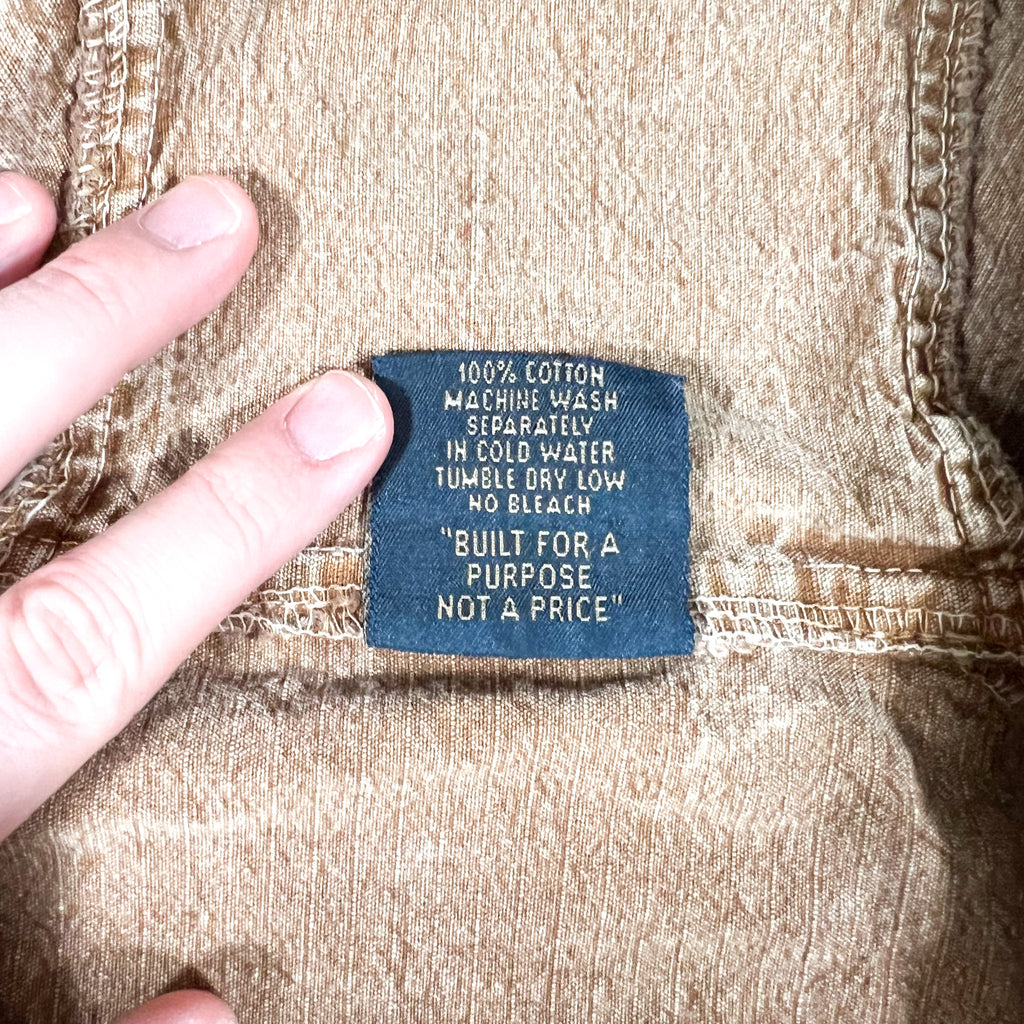 100% COTTON
MACHINE WASH
SEPARATELY
IN COLD WATER
TUMBLE DRY LOW
NO BLEACH
"BUILT FOR A
PURPOSE
NOT A PRICE"